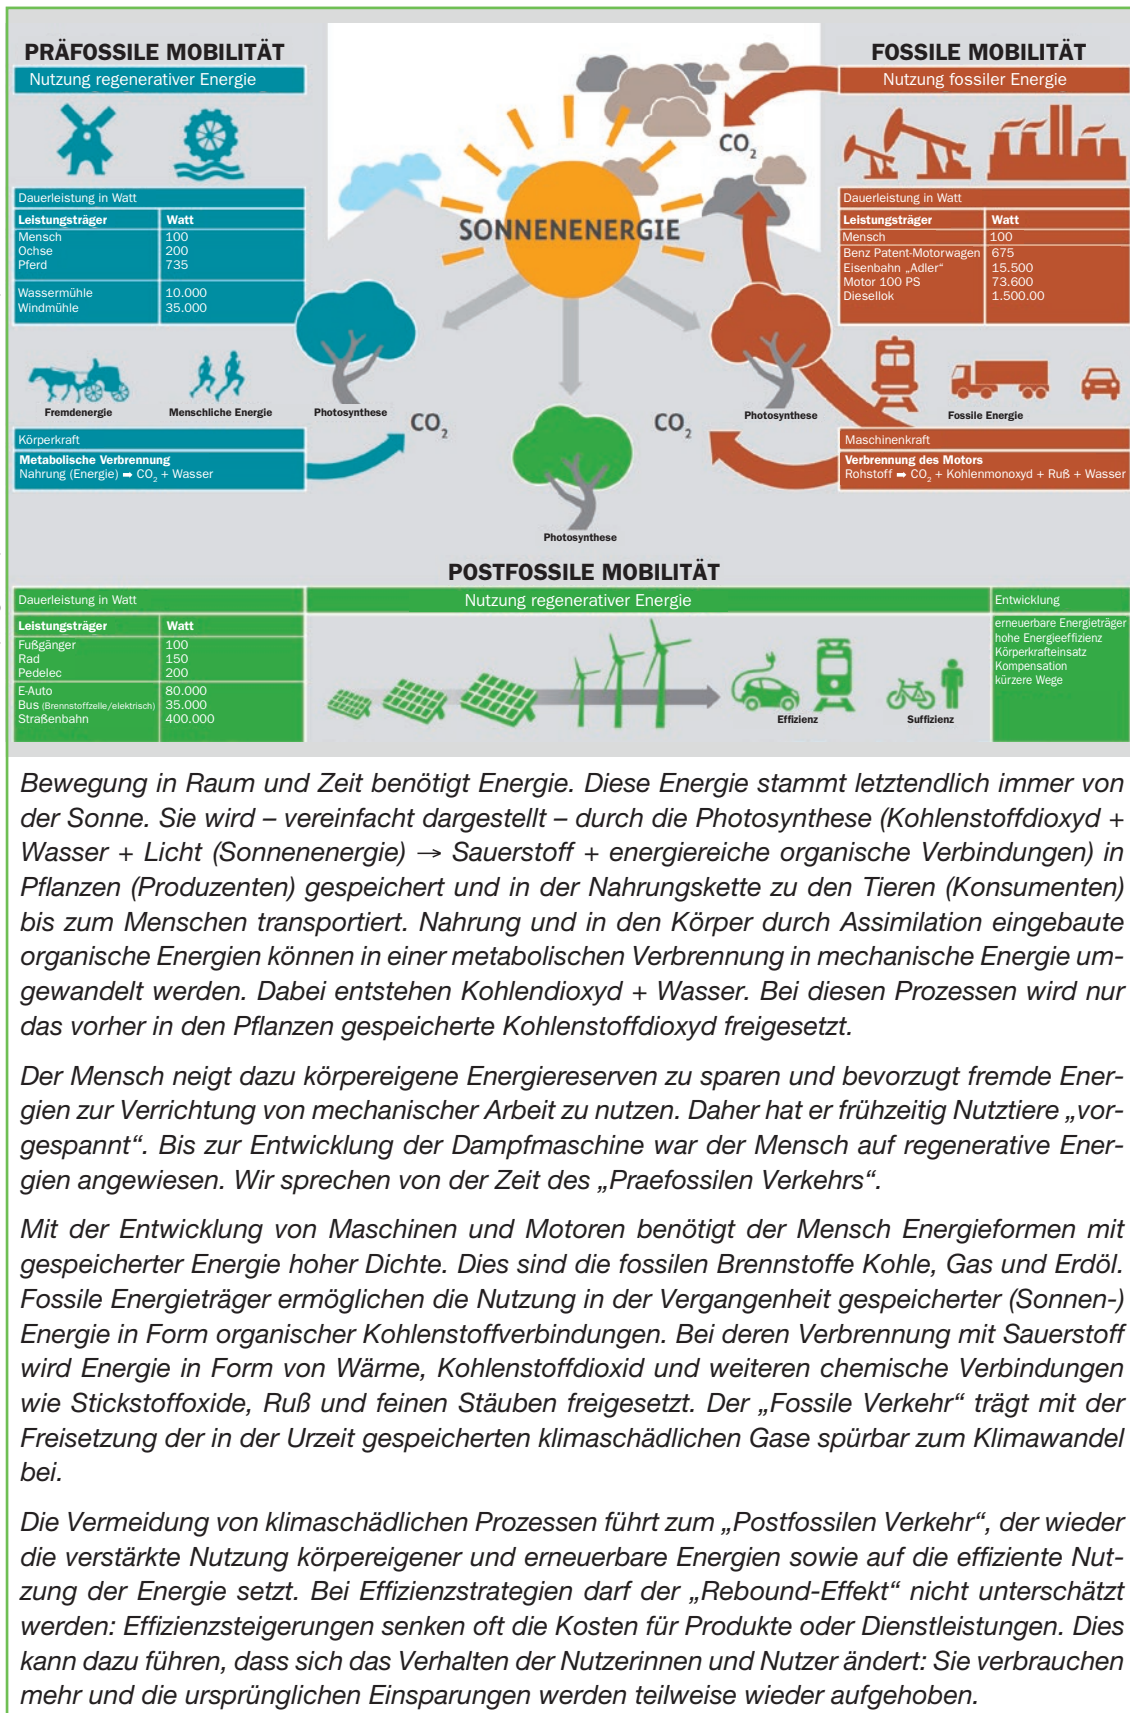 PRÄFOSSILE MOBILITÄT
Nutzung regenerativer Energie
Dauerleistung in Watt
Leistungsträger Watt
Mensch 100
Ochse 200
Pferd 735
Wassermühle 10.000
Windmühle 35.000
Fremdenergie Menschliche Energie
Körperkraft
Metabolische Verbrennung
Nahrung (Energie) ➡ CO₂ + Wasser
SONNENENERGIE
CO₂
Photosynthese
CO₂
Photosynthese
CO₂
Photosynthese
FOSSILE MOBILITÄT
Nutzung fossiler Energie
Dauerleistung in Watt
Leistungsträger Watt
Mensch 100
Benz Patent-Motorwagen 675
Eisenbahn „Adler“ 15.500
Motor 100 PS 73.600
Diesellok 1.500.00
Fossile Energie
Maschinenkraft
Verbrennung des Motors
Rohstoff ➡ CO₂ + Kohlenmonoxyd + Ruß + Wasser
POSTFOSSILE MOBILITÄT
Dauerleistung in Watt
Leistungsträger Watt
Fußgänger 100
Rad 150
Pedelec 200
E-Auto 80.000
Bus (Brennstoffzelle/elektrisch) 35.000
Straßenbahn 400.000
Nutzung regenerativer Energie
Effizienz Suffizienz
Entwicklung
erneuerbare Energieträger
hohe Energieeffizienz
Körperkrafteinsatz
Kompensation
kürzere Wege
Bewegung in Raum und Zeit benötigt Energie. Diese Energie stammt letztendlich immer von
der Sonne. Sie wird – vereinfacht dargestellt – durch die Photosynthese (Kohlenstoffdioxyd +
Wasser + Licht (Sonnenenergie) → Sauerstoff + energiereiche organische Verbindungen) in
Pflanzen (Produzenten) gespeichert und in der Nahrungskette zu den Tieren (Konsumenten)
bis zum Menschen transportiert. Nahrung und in den Körper durch Assimilation eingebaute
organische Energien können in einer metabolischen Verbrennung in mechanische Energie um-
gewandelt werden. Dabei entstehen Kohlendioxyd + Wasser. Bei diesen Prozessen wird nur
das vorher in den Pflanzen gespeicherte Kohlenstoffdioxyd freigesetzt.
Der Mensch neigt dazu körpereigene Energiereserven zu sparen und bevorzugt fremde Ener-
gien zur Verrichtung von mechanischer Arbeit zu nutzen. Daher hat er frühzeitig Nutztiere „vor-
gespannt“. Bis zur Entwicklung der Dampfmaschine war der Mensch auf regenerative Ener-
gien angewiesen. Wir sprechen von der Zeit des „Praefossilen Verkehrs“.
Mit der Entwicklung von Maschinen und Motoren benötigt der Mensch Energieformen mit
gespeicherter Energie hoher Dichte. Dies sind die fossilen Brennstoffe Kohle, Gas und Erdöl.
Fossile Energieträger ermöglichen die Nutzung in der Vergangenheit gespeicherter (Sonnen-)
Energie in Form organischer Kohlenstoffverbindungen. Bei deren Verbrennung mit Sauerstoff
wird Energie in Form von Wärme, Kohlenstoffdioxid und weiteren chemische Verbindungen
wie Stickstoffoxide, Ruß und feinen Stäuben freigesetzt. Der „Fossile Verkehr“ trägt mit der
Freisetzung der in der Urzeit gespeicherten klimaschädlichen Gase spürbar zum Klimawandel
bei.
Die Vermeidung von klimaschädlichen Prozessen führt zum „Postfossilen Verkehr“, der wieder
die verstärkte Nutzung körpereigener und erneuerbare Energien sowie auf die effiziente Nut-
zung der Energie setzt. Bei Effizienzstrategien darf der „Rebound-Effekt“ nicht unterschätzt
werden: Effizienzsteigerungen senken oft die Kosten für Produkte oder Dienstleistungen. Dies
kann dazu führen, dass sich das Verhalten der Nutzerinnen und Nutzer ändert: Sie verbrauchen
mehr und die ursprünglichen Einsparungen werden teilweise wieder aufgehoben.